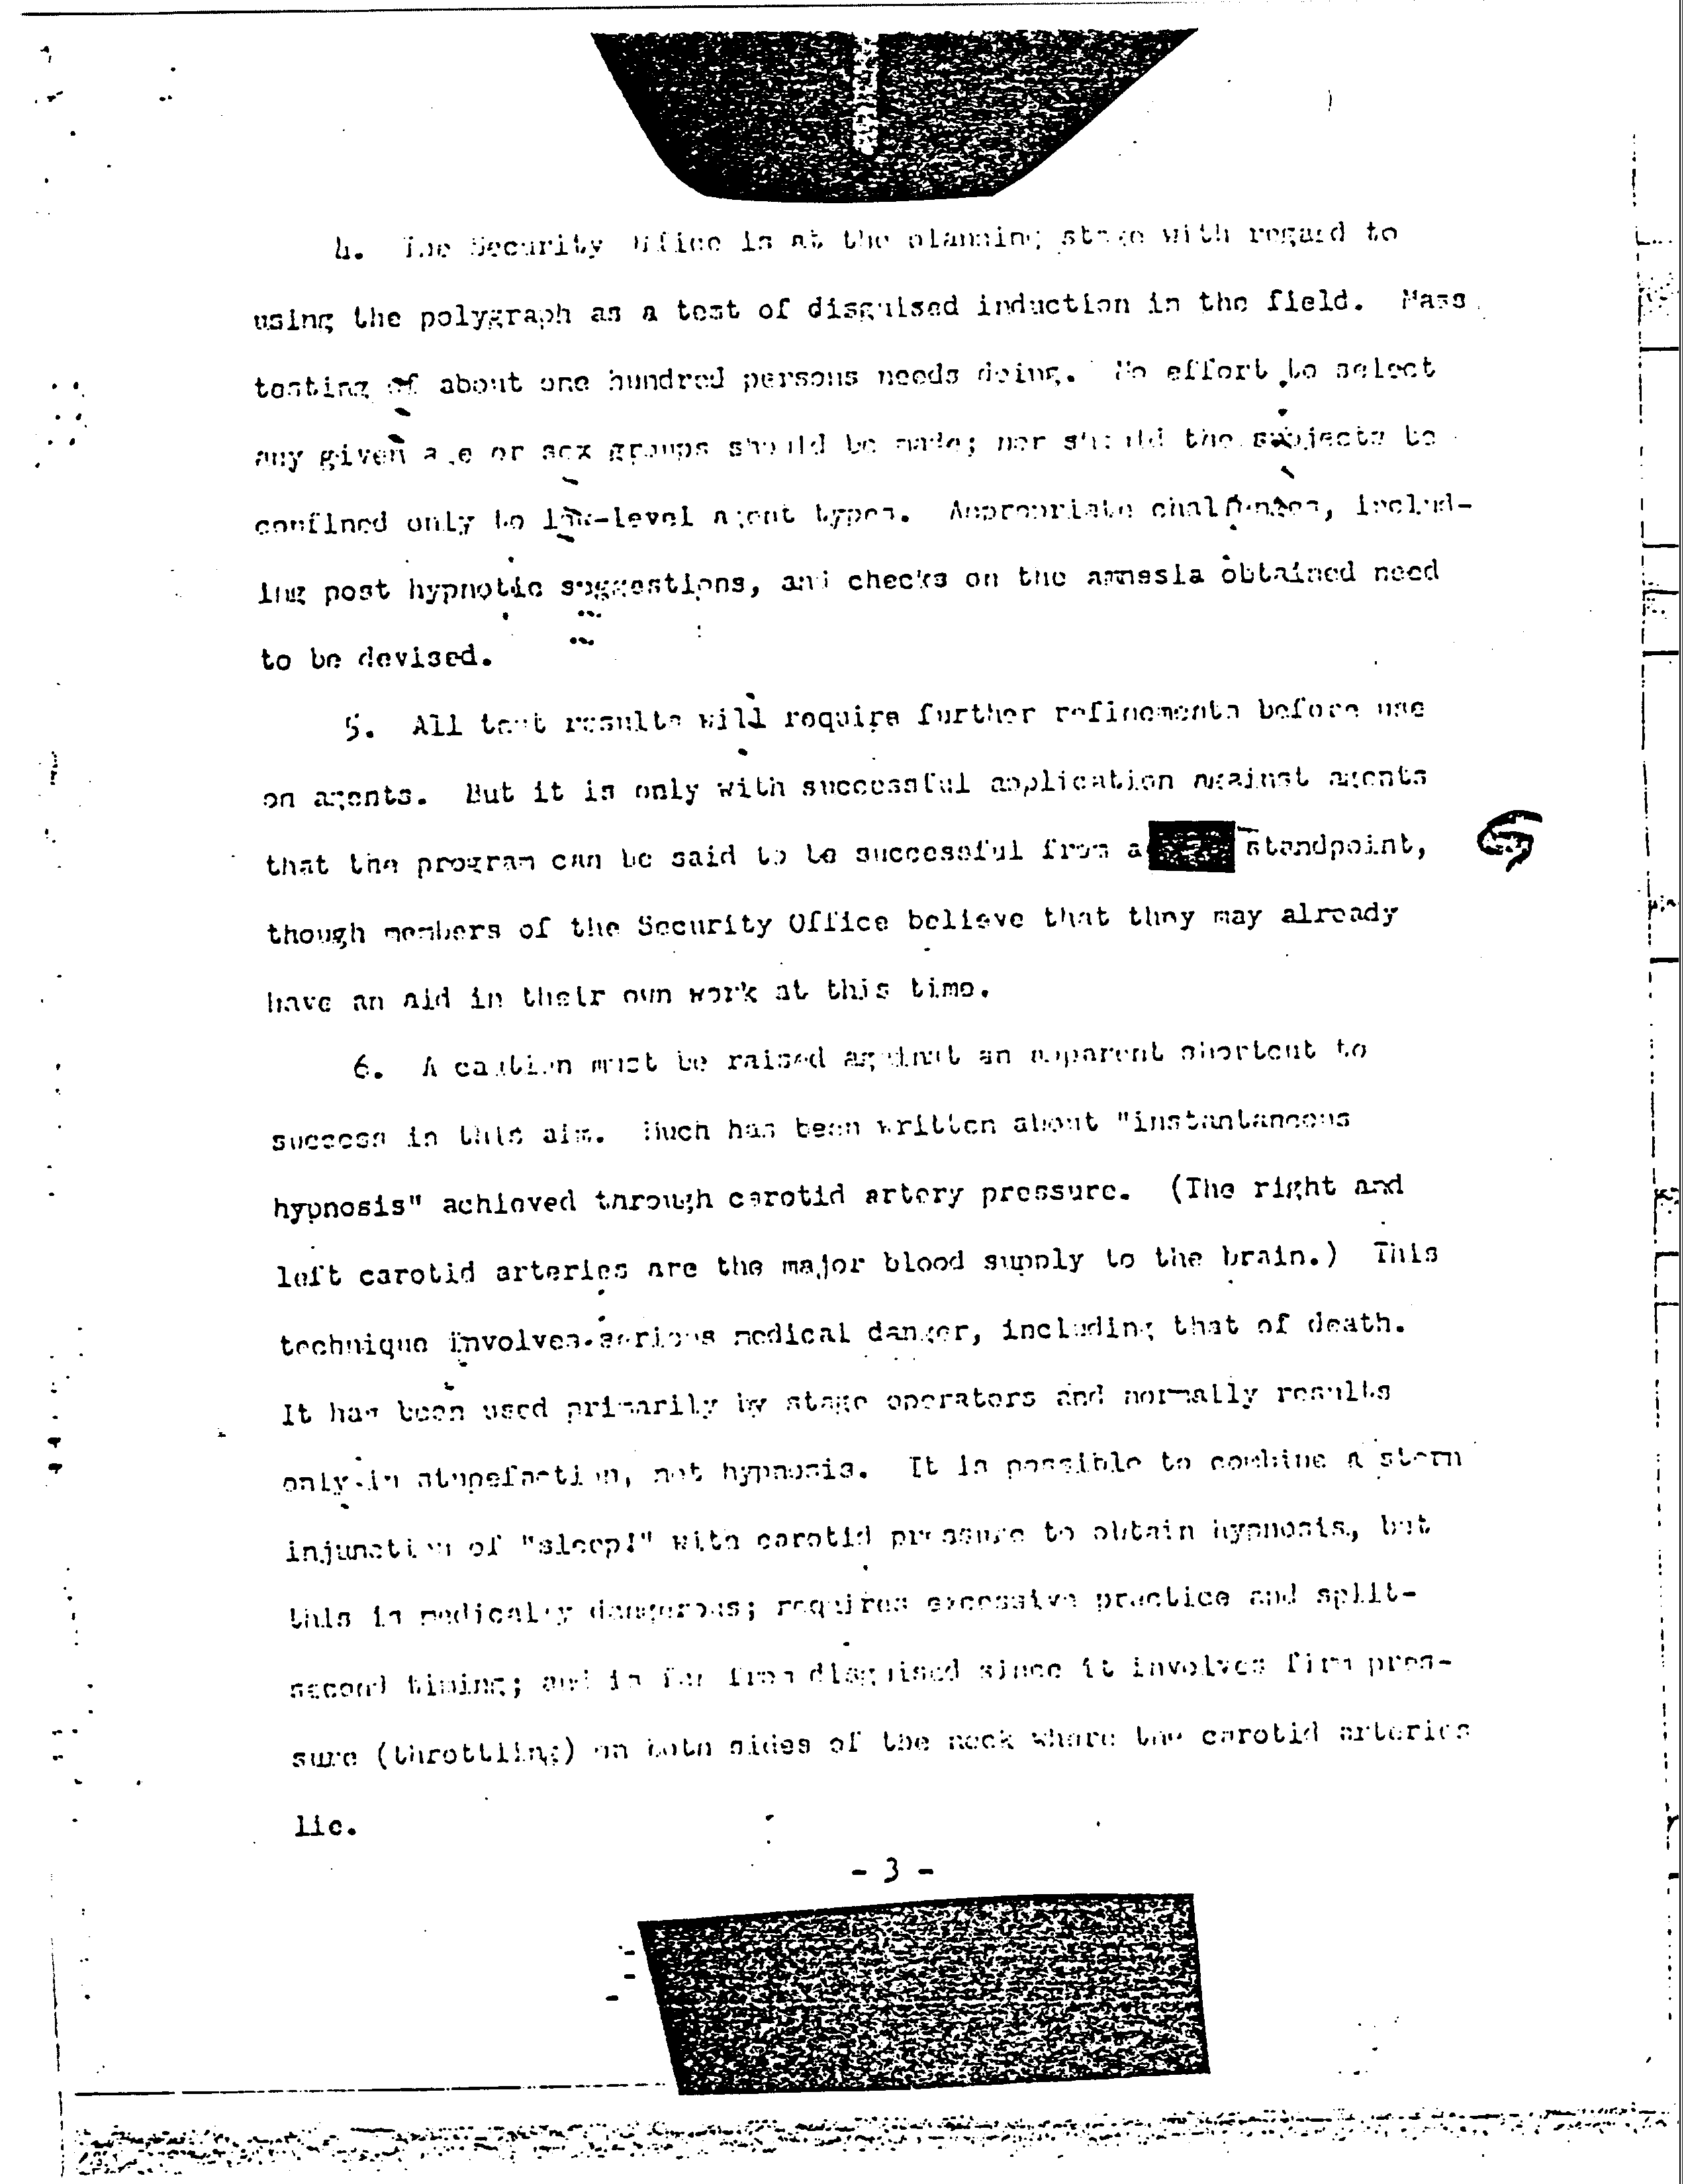 4. The Security Office is at the planning stage with regard to
using the polygraph as a test of disguised induction in the field. Mass
testing of about one hundred persons needs doing. No effort to select
any given age or sex groups should be made; nor should the subjects be
confined only to low-level agent types. Appropriate challenges, includ-
ing post hypnotic suggestions, and checks on the amnesia obtained need
to be devised.
5. All test results will require further refinements before use
on agents. But it is only with successful application against agents
that the program can be said to be successful from a standpoint,
though members of the Security Office believe that they may already
have an aid in their own work at this time.
6. A caution must be raised against an apparent shortcut to
success in this aim. Much has been written about "instantaneous
hypnosis" achieved through carotid artery pressure. (The right and
left carotid arteries are the major blood supply to the brain.) This
technique involves serious medical danger, including that of death.
It has been used primarily by stage operators and normally results
only in stupefaction, not hypnosis. It is possible to combine a stern
injunction of "sleep!" with carotid pressure to obtain hypnosis, but
this is medically dangerous; requires excessive practice and split-
second timing; and is far from disguised since it involves firm pres-
sure (throttling) on both sides of the neck where the carotid arteries
lie.
- 3 -